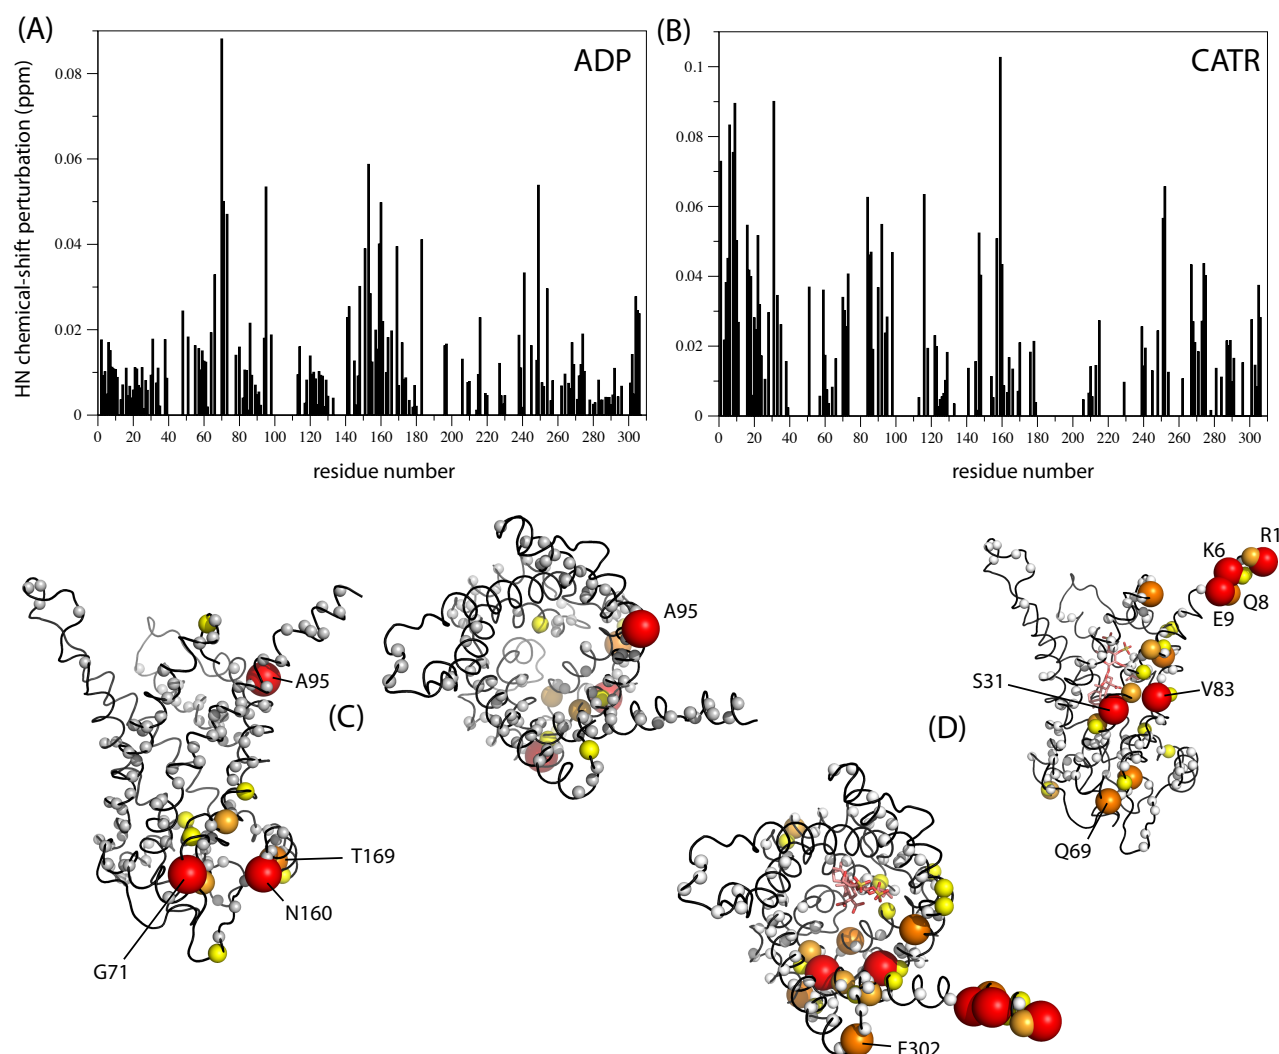 (A)
(B)
HN chemical-shift perturbation (ppm)
ADP
CATR
0.08
0.06
0.04
0.02
0
0.1
0.08
0.06
0.04
0.02
0
0 20 40 60 80 100 120 140 160 180 200 220 240 260 280 300
0 20 40 60 80 100 120 140 160 180 200 220 240 260 280 300
residue number
residue number
(C)
A95
A95
T169
N160
G71
(D)
R1
K6
Q8
E9
S31
V83
Q69
F302